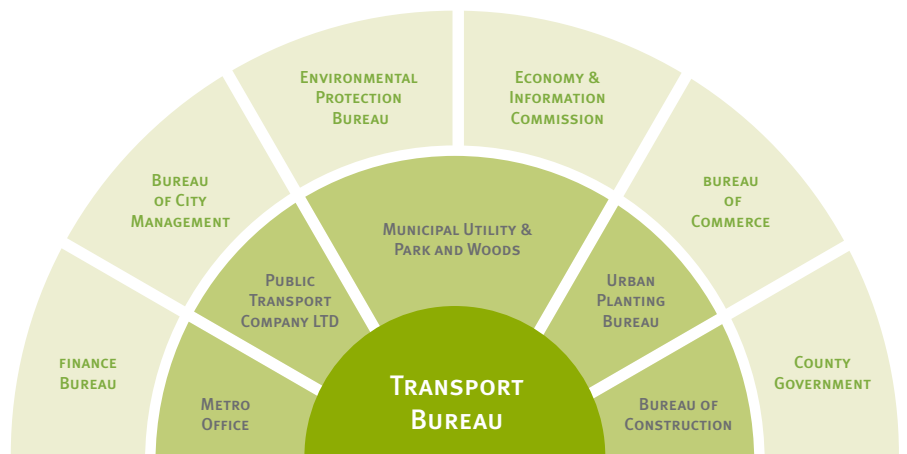 Environmental
Protection
Bureau
Economy &
Information
Commission
Bureau
of City
Management
bureau
of
Commerce
Municipal Utility &
Park and Woods
Public
Transport
Company LTD
Urban
Planting
Bureau
finance
Bureau
County
Government
Metro
Office
Transport
Bureau
Bureau of
Construction